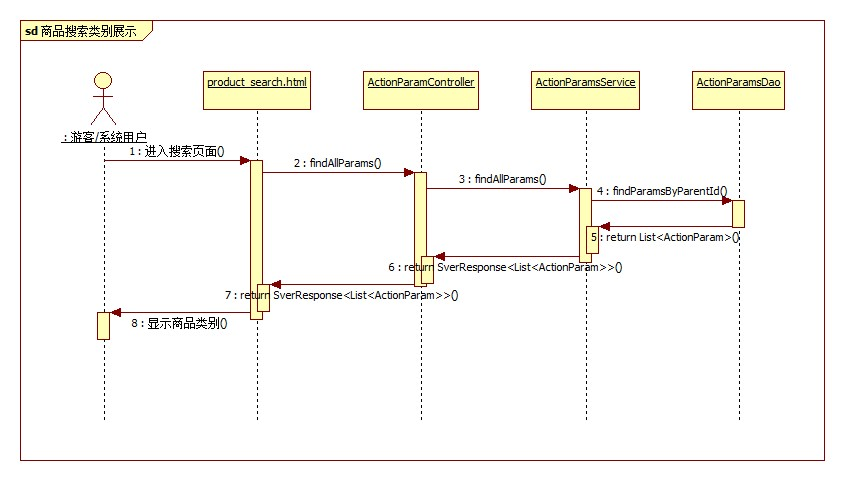 sd 商品搜索类别展示
product_search.html
ActionParamController
ActionParamsService
ActionParamsDao
: 游客/系统用户
1 : 进入搜索页面()
2 : findAllParams()
3 : findAllParams()
4 : findParamsByParentId()
5 : return List<ActionParam>()
6 : return SverResponse<List<ActionParam>>()
7 : return SverResponse<List<ActionParam>>()
8 : 显示商品类别()